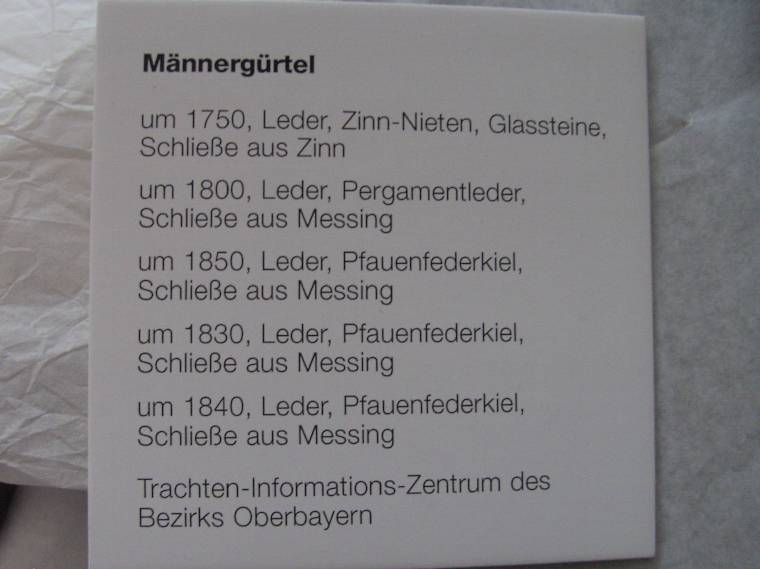 Männergürtel
um 1750, Leder, Zinn-Nieten, Glassteine,
Schließe aus Zinn
um 1800, Leder, Pergamentleder,
Schließe aus Messing
um 1850, Leder, Pfauenfederkiel,
Schließe aus Messing
um 1830, Leder, Pfauenfederkiel,
Schließe aus Messing
um 1840, Leder, Pfauenfederkiel,
Schließe aus Messing
Trachten-Informations-Zentrum des
Bezirks Oberbayern